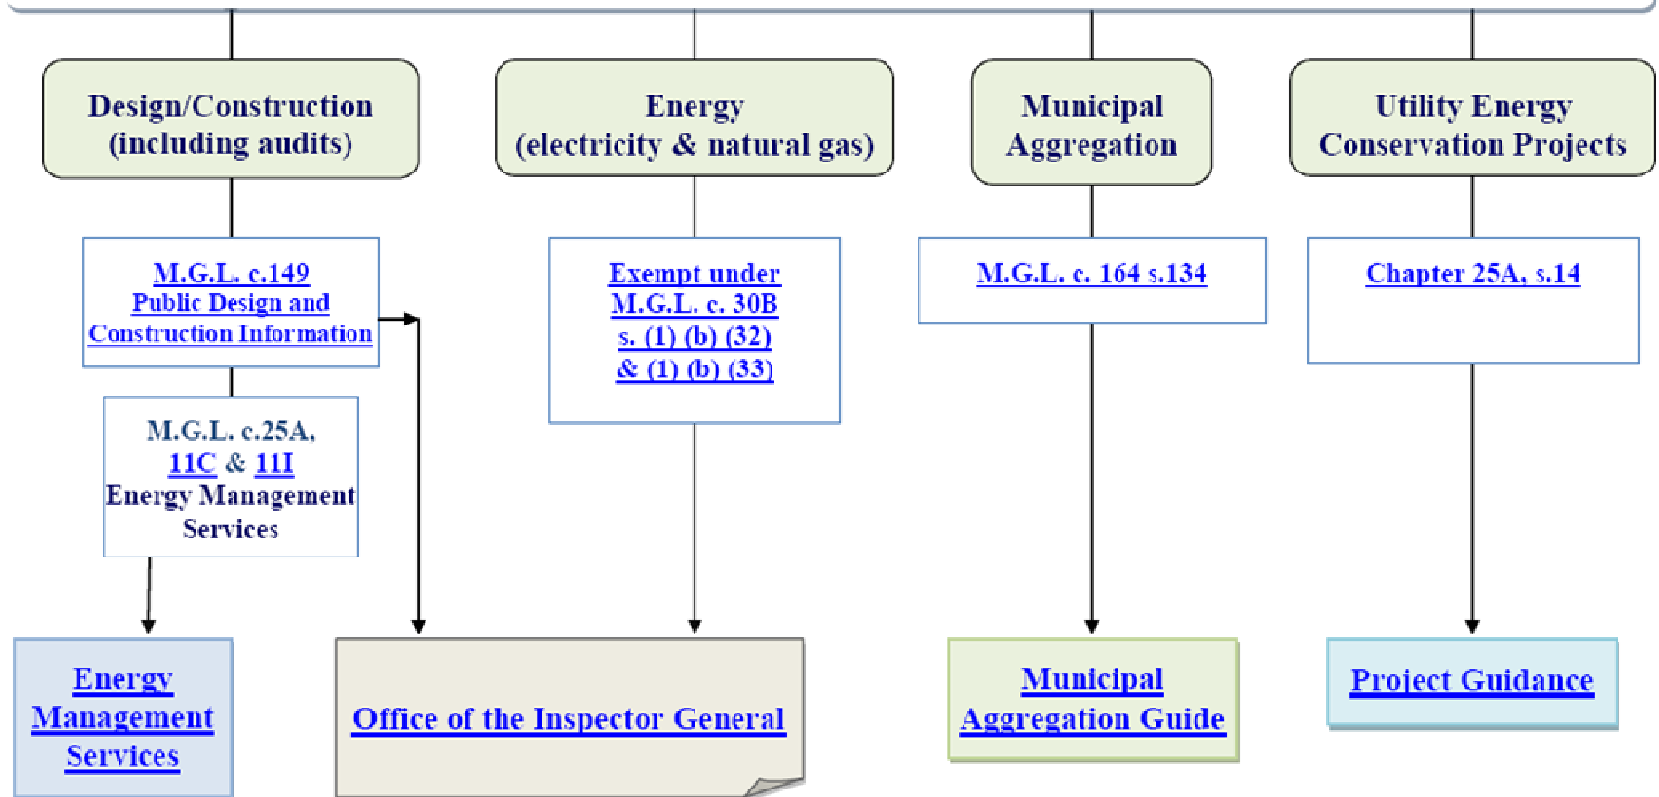 Design/Construction
(including audits)
Energy
(electricity & natural gas)
Municipal
Aggregation
Utility Energy
Conservation Projects
M.G.L. c.149
Public Design and
Construction Information
Exempt under
M.G.L. c. 30B
s. (1) (b) (32)
& (1) (b) (33)
M.G.L. c. 164 s.134
Chapter 25A, s.14
M.G.L. c.25A,
11C & 11I
Energy Management
Services
Energy
Management
Services
Office of the Inspector General
Municipal
Aggregation Guide
Project Guidance